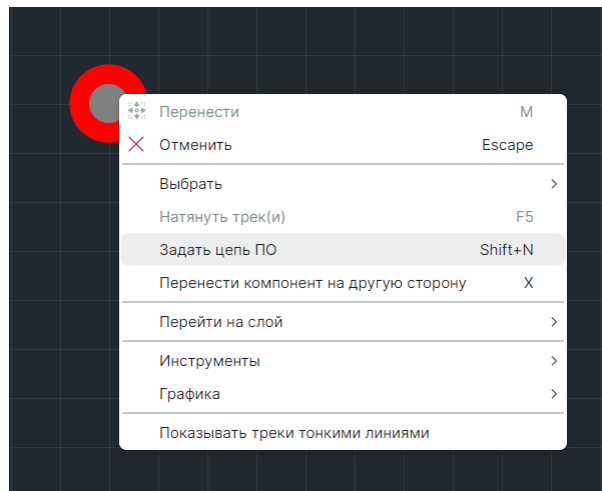 Перенести M
Отменить Escape
Выбрать
Натянуть трек(и) F5
Задать цепь ПО Shift+N
Перенести компонент на другую сторону X
Перейти на слой
Инструменты
Графика
Показывать треки тонкими линиями